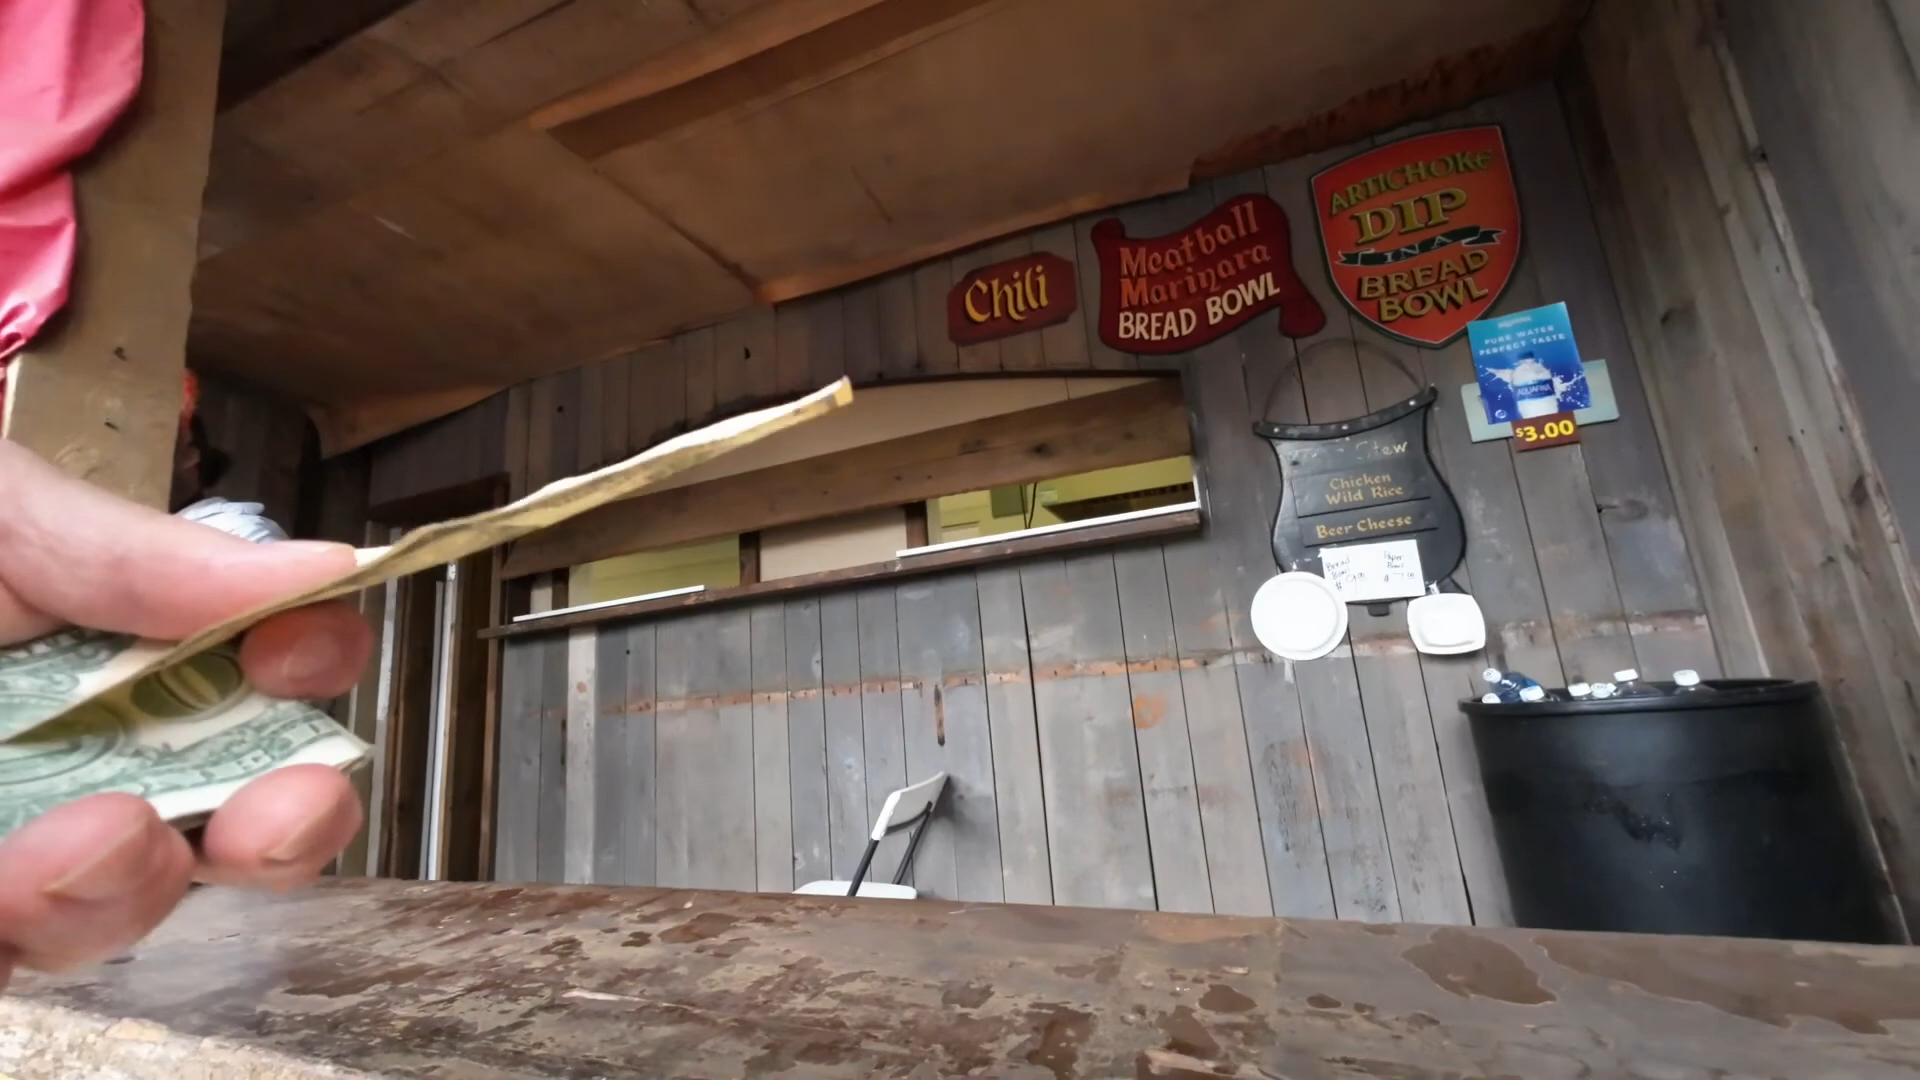 Chili
Meatball
Marinara
BREAD BOWL
ARTICHOKE
DIP
IN A
BREAD
BOWL
PURE WATER
PERFECT TASTE
AQUAFINA
$3.00
Stew
Chicken
Wild Rice
Beer Cheese
Bread
Bowl
Paper
Bowl